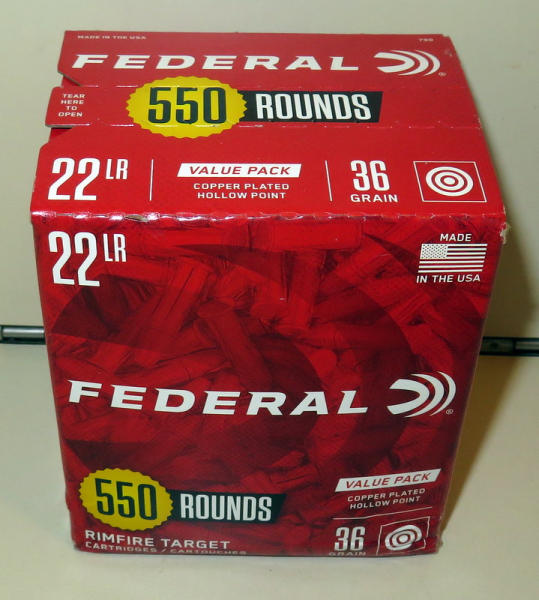 MADE IN THE USA
790
FEDERAL ®
TEAR
HERE
TO
OPEN
550 ROUNDS
22 LR
VALUE PACK
COPPER PLATED
HOLLOW POINT
36
GRAIN
22 LR
MADE
IN THE USA
FEDERAL ®
550 ROUNDS
VALUE PACK
COPPER PLATED
HOLLOW POINT
RIMFIRE TARGET
CARTRIDGES / CARTOUCHES
36
GRAIN